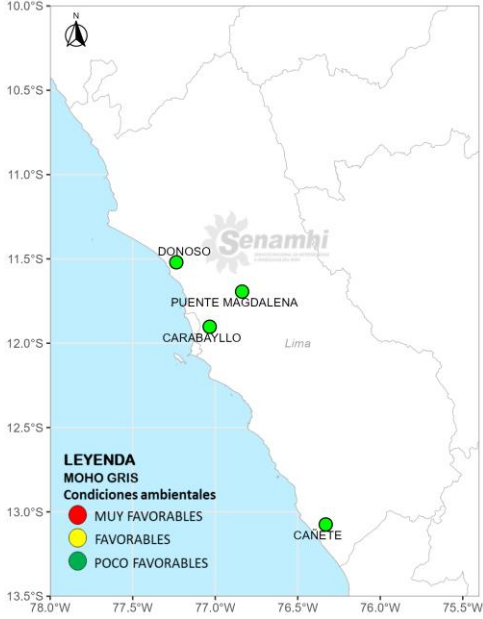 10.0°S
N
10.5°S
11.0°S
Senamhi
DONOSO
11.5°S
PUENTE MAGDALENA
CARABAYLLO
Lima
12.0°S
12.5°S
LEYENDA
MOHO GRIS
Condiciones ambientales
MUY FAVORABLES
FAVORABLES
POCO FAVORABLES
13.0°S
CAÑETE
13.5°S
78.0°W
77.5°W
77.0°W
76.5°W
76.0°W
75.5°W